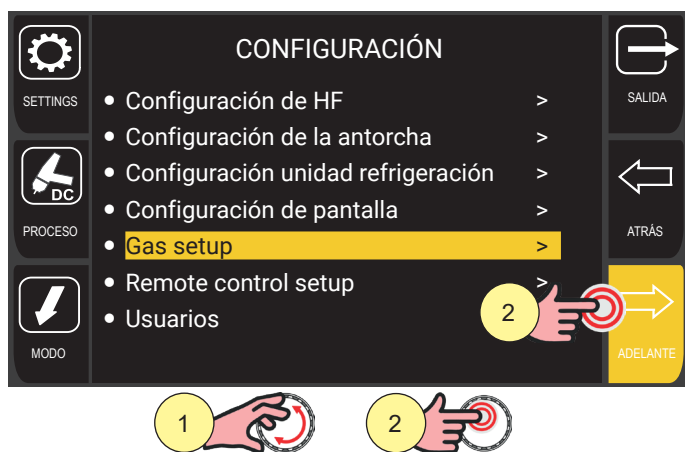 CONFIGURACIÓN
SETTINGS
SALIDA
Configuración de HF >
Configuración de la antorcha >
Configuración unidad refrigeración >
Configuración de pantalla >
Gas setup >
Remote control setup >
Usuarios
DC
PROCESO
ATRÁS
MODO
2
ADELANTE
1
2